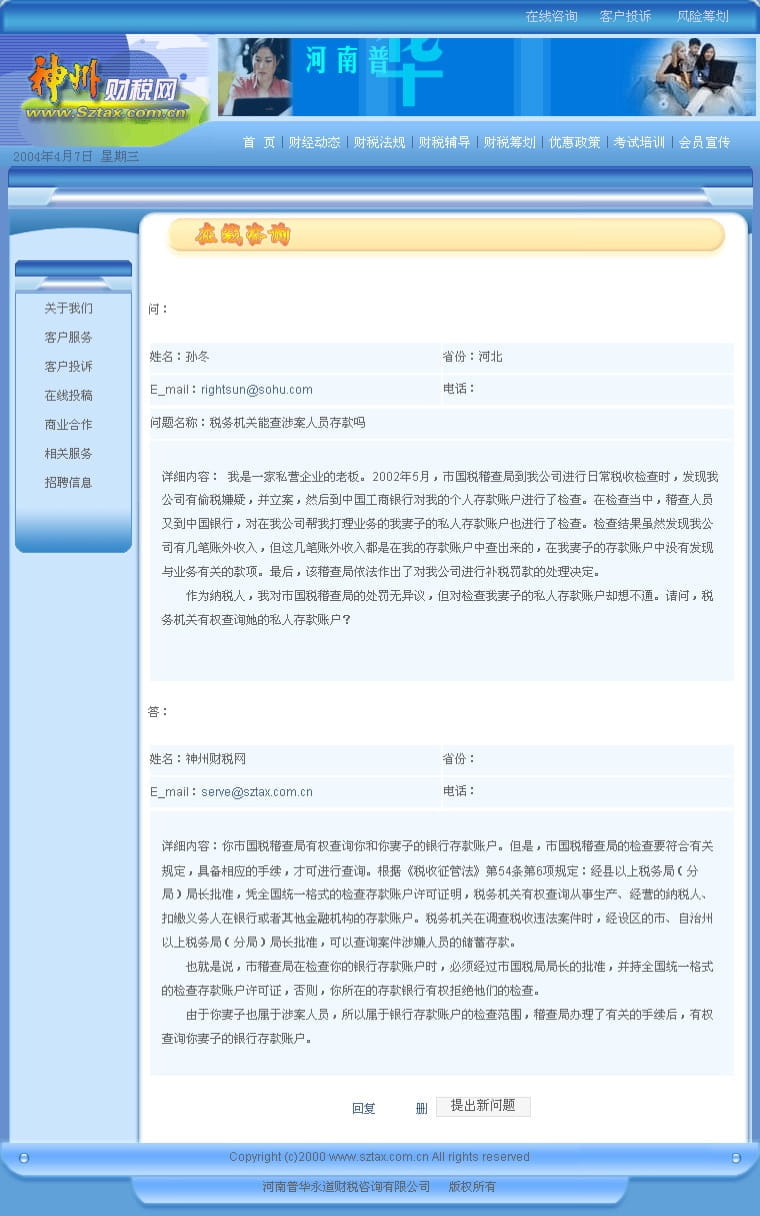 在线咨询 客户投诉 风险筹划
河南普华
神州财税网
www.Sztax.com.cn
首 页 | 财经动态 | 财税法规 | 财税辅导 | 财税筹划 | 优惠政策 | 考试培训 | 会员宣传
2004年4月7日 星期三
在线咨询
关于我们
客户服务
客户投诉
在线投稿
商业合作
相关服务
招聘信息
问：
姓名：孙冬 省份：河北
E_mail：rightsun@sohu.com 电话：
问题名称：税务机关能查涉案人员存款吗
详细内容： 我是一家私营企业的老板。2002年5月，市国税稽查局到我公司进行日常税收检查时，发现我
公司有偷税嫌疑，并立案，然后到中国工商银行对我的个人存款账户进行了检查。在检查当中，稽查人员
又到中国银行，对在我公司帮我打理业务的我妻子的私人存款账户也进行了检查。检查结果虽然发现我公
司有几笔账外收入，但这几笔账外收入都是在我的存款账户中查出来的，在我妻子的存款账户中没有发现
与业务有关的款项。最后，该稽查局依法作出了对我公司进行补税罚款的处理决定。
作为纳税人，我对市国税稽查局的处罚无异议，但对检查我妻子的私人存款账户却想不通。请问，税
务机关有权查询她的私人存款账户？
答：
姓名：神州财税网 省份：
E_mail：serve@sztax.com.cn 电话：
详细内容：你市国税稽查局有权查询你和你妻子的银行存款账户。但是，市国税稽查局的检查要符合有关
规定，具备相应的手续，才可进行查询。根据《税收征管法》第54条第6项规定：经县以上税务局（分
局）局长批准，凭全国统一格式的检查存款账户许可证明，税务机关有权查询从事生产、经营的纳税人、
扣缴义务人在银行或者其他金融机构的存款账户。税务机关在调查税收违法案件时，经设区的市、自治州
以上税务局（分局）局长批准，可以查询案件涉嫌人员的储蓄存款。
也就是说，市稽查局在检查你的银行存款账户时，必须经过市国税局局长的批准，并持全国统一格式
的检查存款账户许可证，否则，你所在的存款银行有权拒绝他们的检查。
由于你妻子也属于涉案人员，所以属于银行存款账户的检查范围，稽查局办理了有关的手续后，有权
查询你妻子的银行存款账户。
回复 删 提出新问题
Copyright (c)2000 www.sztax.com.cn All rights reserved
河南普华永道财税咨询有限公司 版权所有